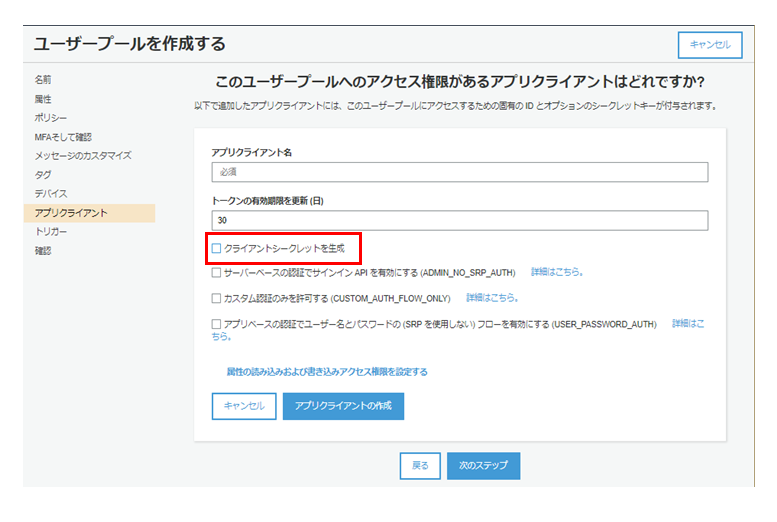 ユーザープールを作成する
キャンセル
名前
属性
ポリシー
MFAそして確認
メッセージのカスタマイズ
タグ
デバイス
アプリクライアント
トリガー
確認
このユーザープールへのアクセス権限があるアプリクライアントはどれですか?
以下で追加したアプリクライアントには、このユーザープールにアクセスするための固有の ID とオプションのシークレットキーが付与されます。
アプリクライアント名
必須
トークンの有効期限を更新 (日)
30
クライアントシークレットを生成
サーバーベースの認証でサインイン API を有効にする (ADMIN_NO_SRP_AUTH) 詳細はこちら。
カスタム認証のみを許可する (CUSTOM_AUTH_FLOW_ONLY) 詳細はこちら。
アプリベースの認証でユーザー名とパスワードの (SRP を使用しない) フローを有効にする (USER_PASSWORD_AUTH) 詳細はこ
ちら。
属性の読み込みおよび書き込みアクセス権限を設定する
キャンセル アプリクライアントの作成
戻る 次のステップ